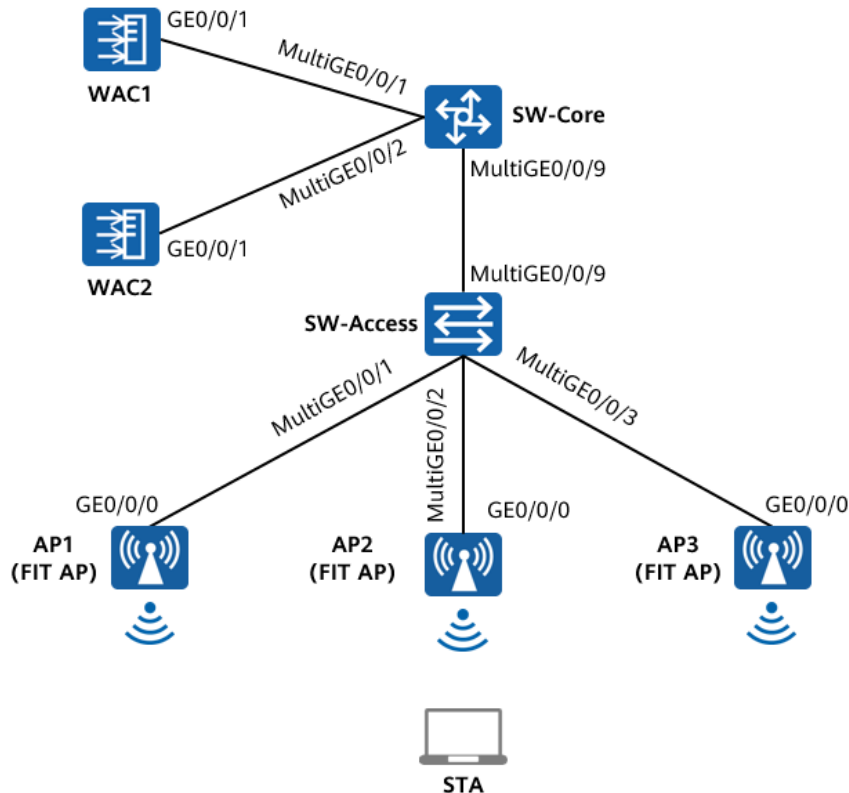 GE0/0/1
MultiGE0/0/1
WAC1
SW-Core
MultiGE0/0/2
MultiGE0/0/9
GE0/0/1
WAC2
MultiGE0/0/9
SW-Access
MultiGE0/0/1
MultiGE0/0/2
MultiGE0/0/3
GE0/0/0
GE0/0/0
GE0/0/0
AP1
(FIT AP)
AP2
(FIT AP)
AP3
(FIT AP)
STA